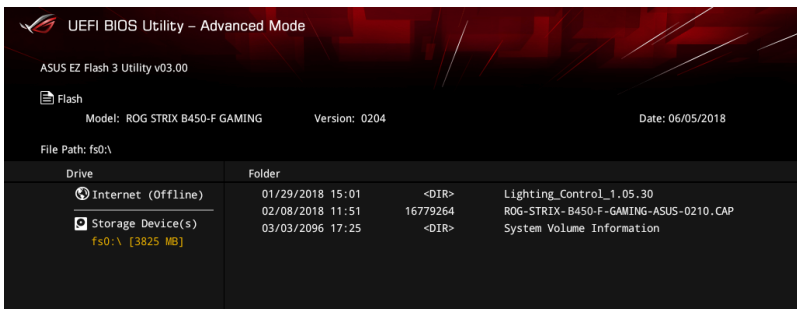 UEFI BIOS Utility – Advanced Mode
ASUS EZ Flash 3 Utility v03.00
Flash
Model: ROG STRIX B450-F GAMING Version: 0204 Date: 06/05/2018
File Path: fs0:\
Drive Folder
Internet (Offline) 01/29/2018 15:01 <DIR> Lighting_Control_1.05.30
02/08/2018 11:51 16779264 ROG-STRIX-B450-F-GAMING-ASUS-0210.CAP
Storage Device(s) 03/03/2096 17:25 <DIR> System Volume Information
fs0:\ [3825 MB]